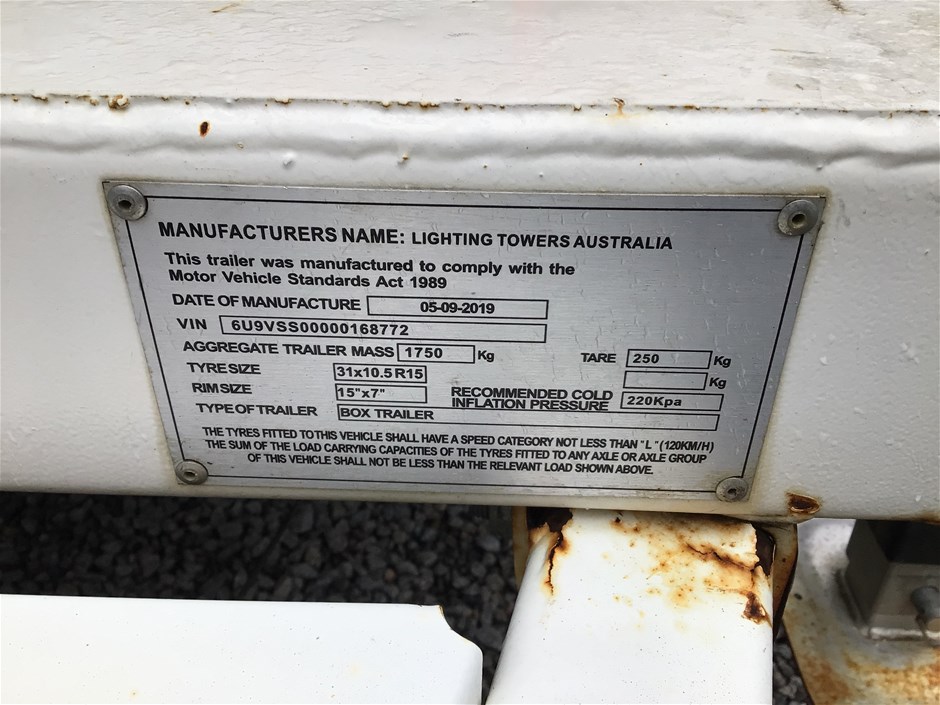 MANUFACTURERS NAME: LIGHTING TOWERS AUSTRALIA
This trailer was manufactured to comply with the
Motor Vehicle Standards Act 1989
DATE OF MANUFACTURE 05-09-2019
VIN 6U9VSS00000168772
AGGREGATE TRAILER MASS 1750 Kg TARE 250 Kg
TYRE SIZE 31x10.5R15 Kg
RIM SIZE 15"x7" RECOMMENDED COLD INFLATION PRESSURE 220Kpa
TYPE OF TRAILER BOX TRAILER
THE TYRES FITTED TO THIS VEHICLE SHALL HAVE A SPEED CATEGORY NOT LESS THAN "L" (120KM/H)
THE SUM OF THE LOAD CARRYING CAPACITIES OF THE TYRES FITTED TO ANY AXLE OR AXLE GROUP
OF THIS VEHICLE SHALL NOT BE LESS THAN THE RELEVANT LOAD SHOWN ABOVE.